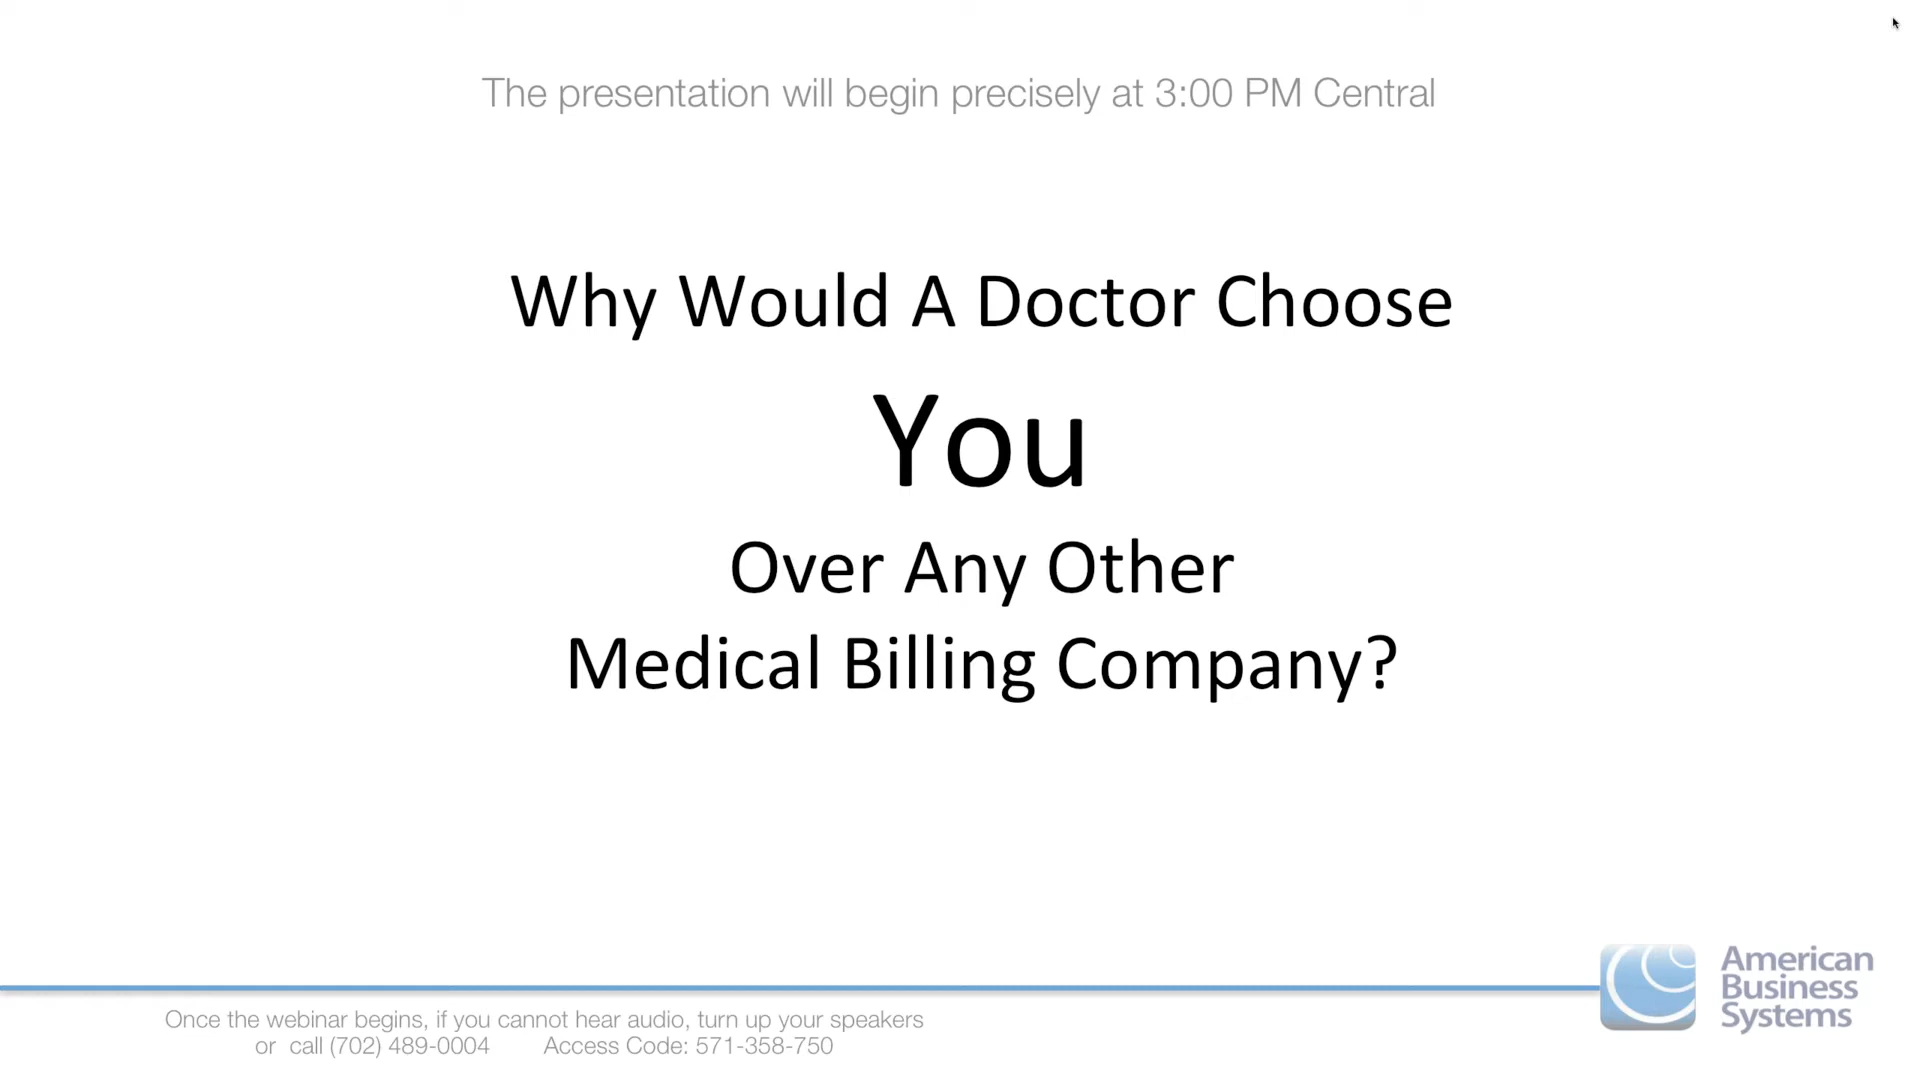 The presentation will begin precisely at 3:00 PM Central
Why Would A Doctor Choose
You
Over Any Other
Medical Billing Company?
American
Business
Systems
Once the webinar begins, if you cannot hear audio, turn up your speakers
or call (702) 489-0004 Access Code: 571-358-750